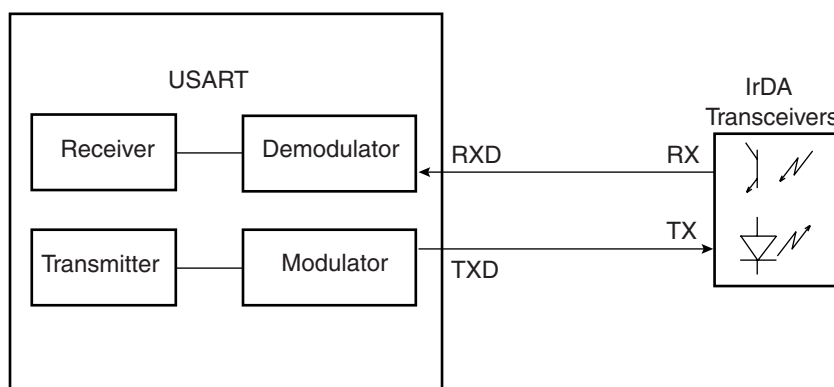 USART
IrDA
Transceivers
Receiver
Demodulator
RXD
RX
Transmitter
Modulator
TX
TXD